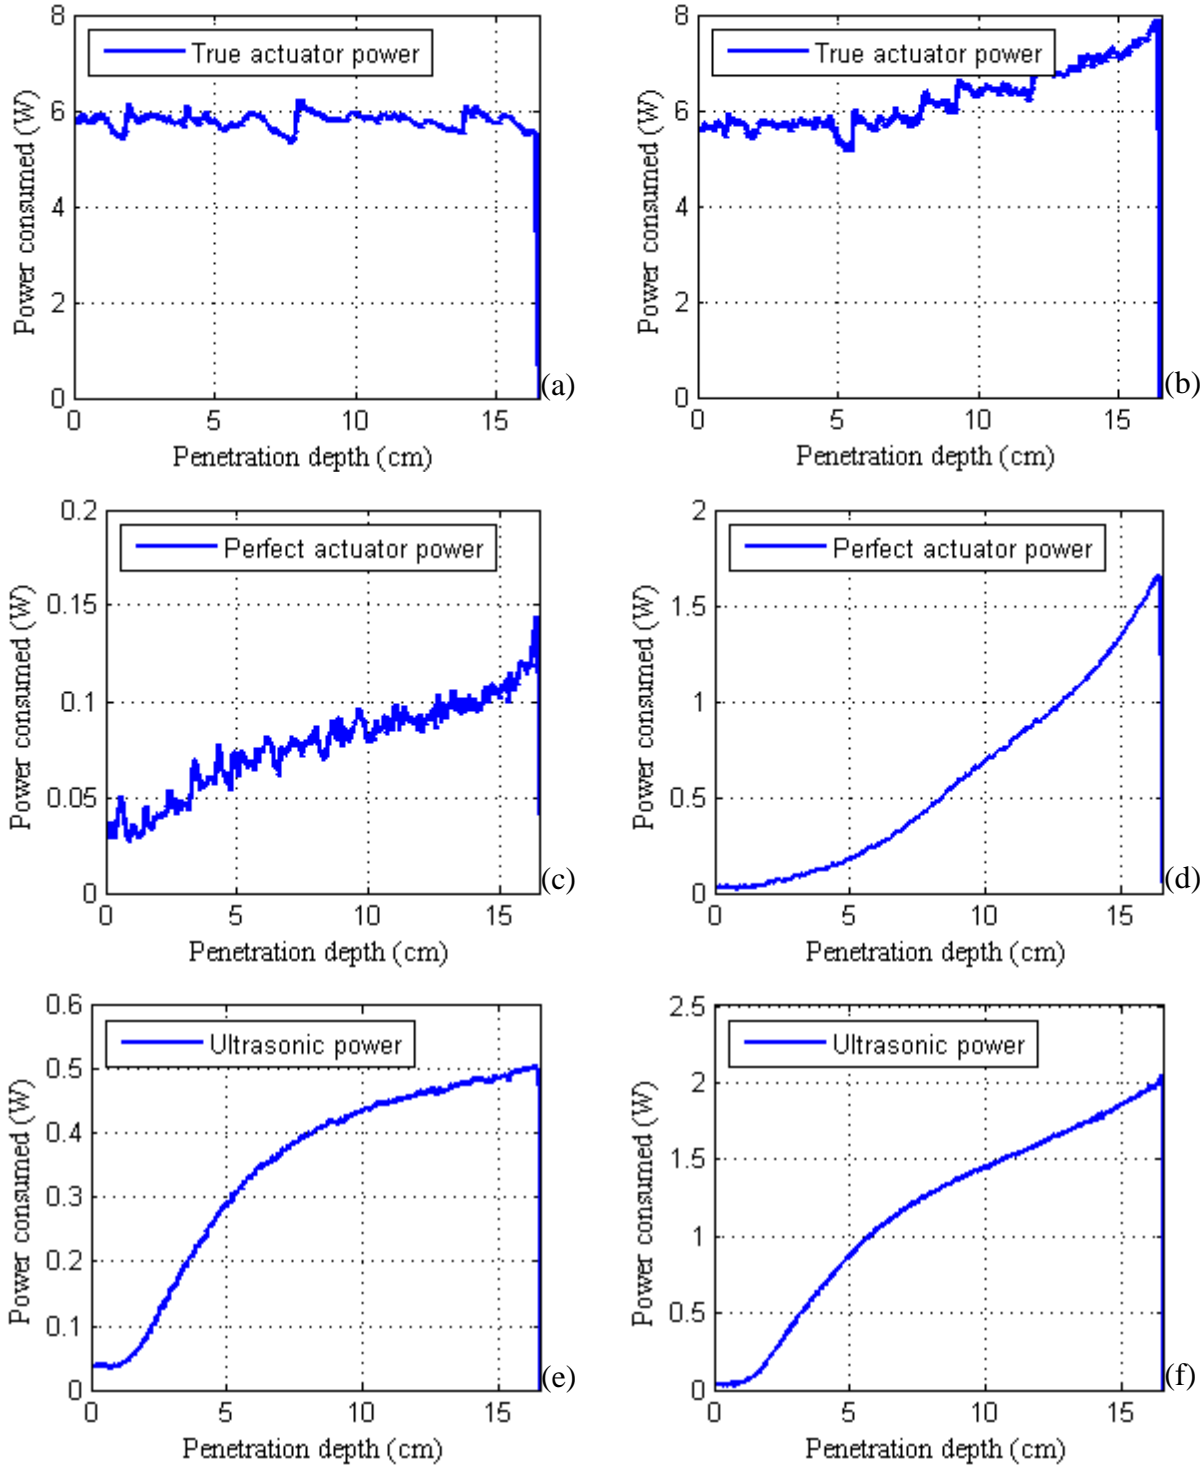 8
True actuator power
6
4
2
0
Power consumed (W)
0 5 10 15
Penetration depth (cm)
(a)
8
True actuator power
6
4
2
0
Power consumed (W)
0 5 10 15
Penetration depth (cm)
(b)
0.2
Perfect actuator power
0.15
0.1
0.05
0
Power consumed (W)
0 5 10 15
Penetration depth (cm)
(c)
2
Perfect actuator power
1.5
1
0.5
0
Power consumed (W)
0 5 10 15
Penetration depth (cm)
(d)
0.6
Ultrasonic power
0.5
0.4
0.3
0.2
0.1
0
Power consumed (W)
0 5 10 15
Penetration depth (cm)
(e)
2.5
Ultrasonic power
2
1.5
1
0.5
0
Power consumed (W)
0 5 10 15
Penetration depth (cm)
(f)